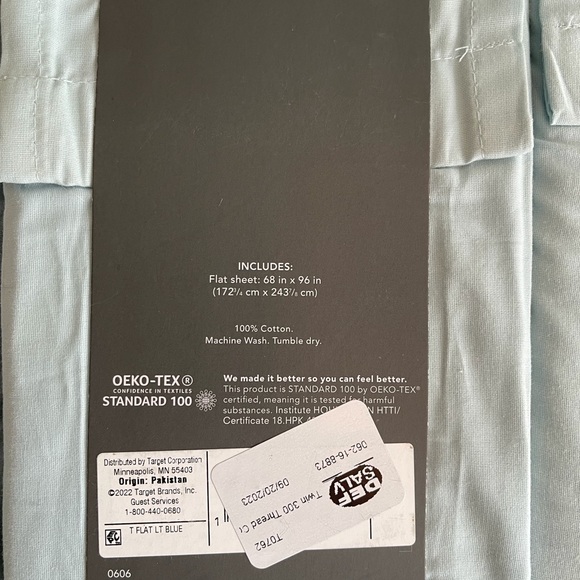 INCLUDES:
Flat sheet: 68 in x 96 in
(172¾ cm x 243⅞ cm)
100% Cotton.
Machine Wash. Tumble dry.
OEKO-TEX®
CONFIDENCE IN TEXTILES
STANDARD 100
We made it better so you can feel better.
This product is STANDARD 100 by OEKO-TEX®
certified, meaning it is tested harmful
substances. Institute HTTI/
Certificate 18.HPK
Distributed by Target Corporation
Minneapolis, MN 55403
Origin: Pakistan
©2022 Target Brands, Inc.
Guest Services
1-800-440-0680
T FLAT LT BLUE
062-16-8873
DEF
SALV
09/20/2023
Twin 300 Thread
T0762
0606